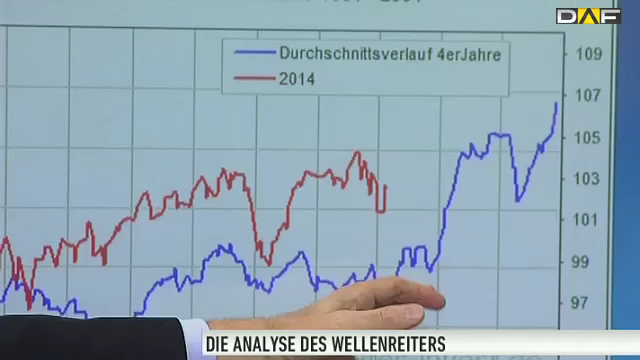 DAF
Durchschnittsverlauf 4erJahre
2014
109
107
105
103
101
99
97
DIE ANALYSE DES WELLENREITERS